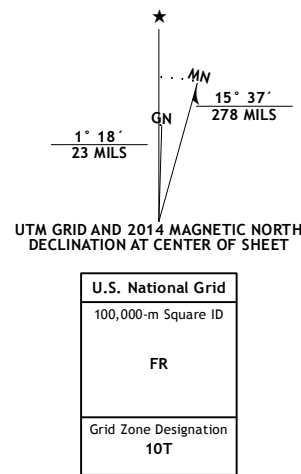 ★
MN
GN
15° 37´
278 MILS
1° 18´
23 MILS
UTM GRID AND 2014 MAGNETIC NORTH
DECLINATION AT CENTER OF SHEET
U.S. National Grid
100,000-m Square ID
FR
Grid Zone Designation
10T